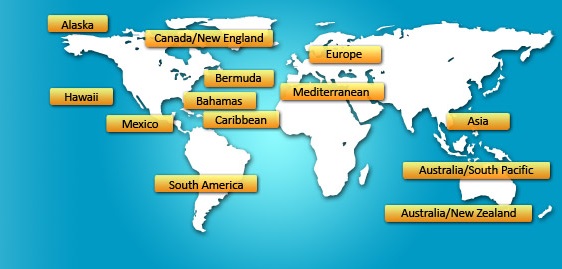 Alaska
Canada/New England
Europe
Bermuda
Mediterranean
Hawaii
Bahamas
Caribbean
Mexico
Asia
Australia/South Pacific
South America
Australia/New Zealand